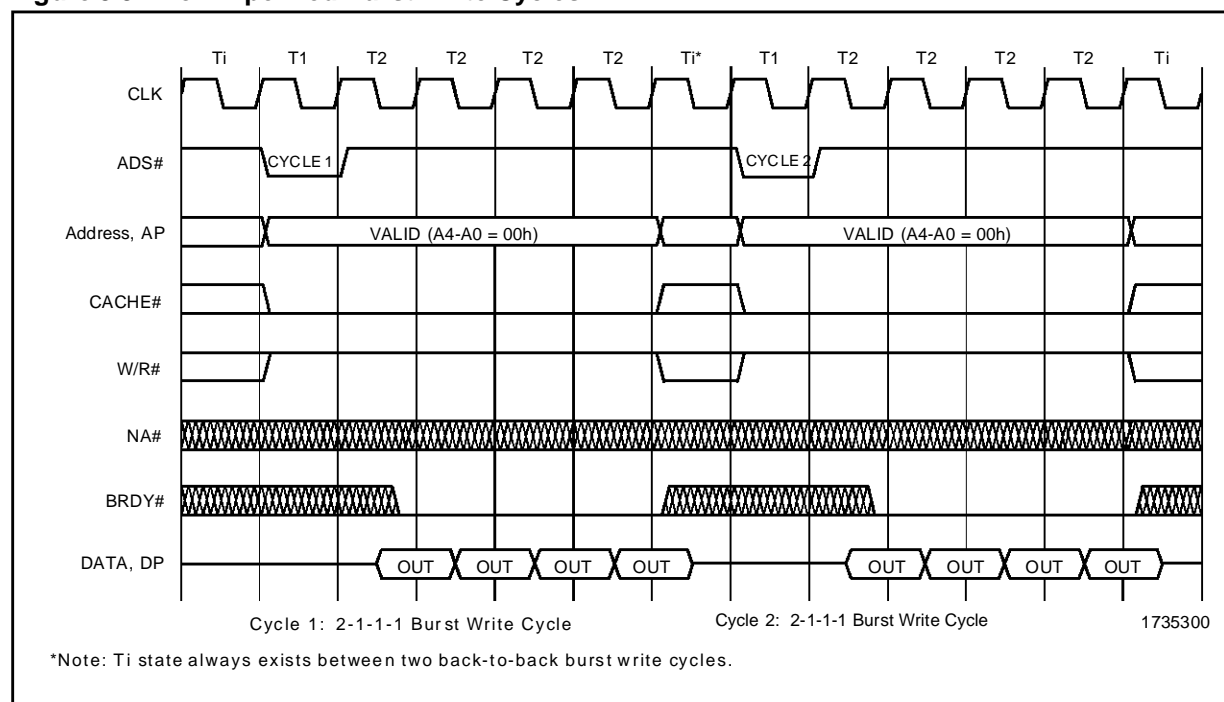 Ti T1 T2 T2 T2 T2 Ti* T1 T2 T2 T2 T2 Ti
CLK
ADS# CYCLE 1 CYCLE 2
Address, AP VALID (A4-A0 = 00h) VALID (A4-A0 = 00h)
CACHE#
W/R#
NA#
BRDY#
DATA, DP OUT OUT OUT OUT OUT OUT OUT OUT
Cycle 1: 2-1-1-1 Burst Write Cycle Cycle 2: 2-1-1-1 Burst Write Cycle 1735300
*Note: Ti state always exists between two back-to-back burst write cycles.